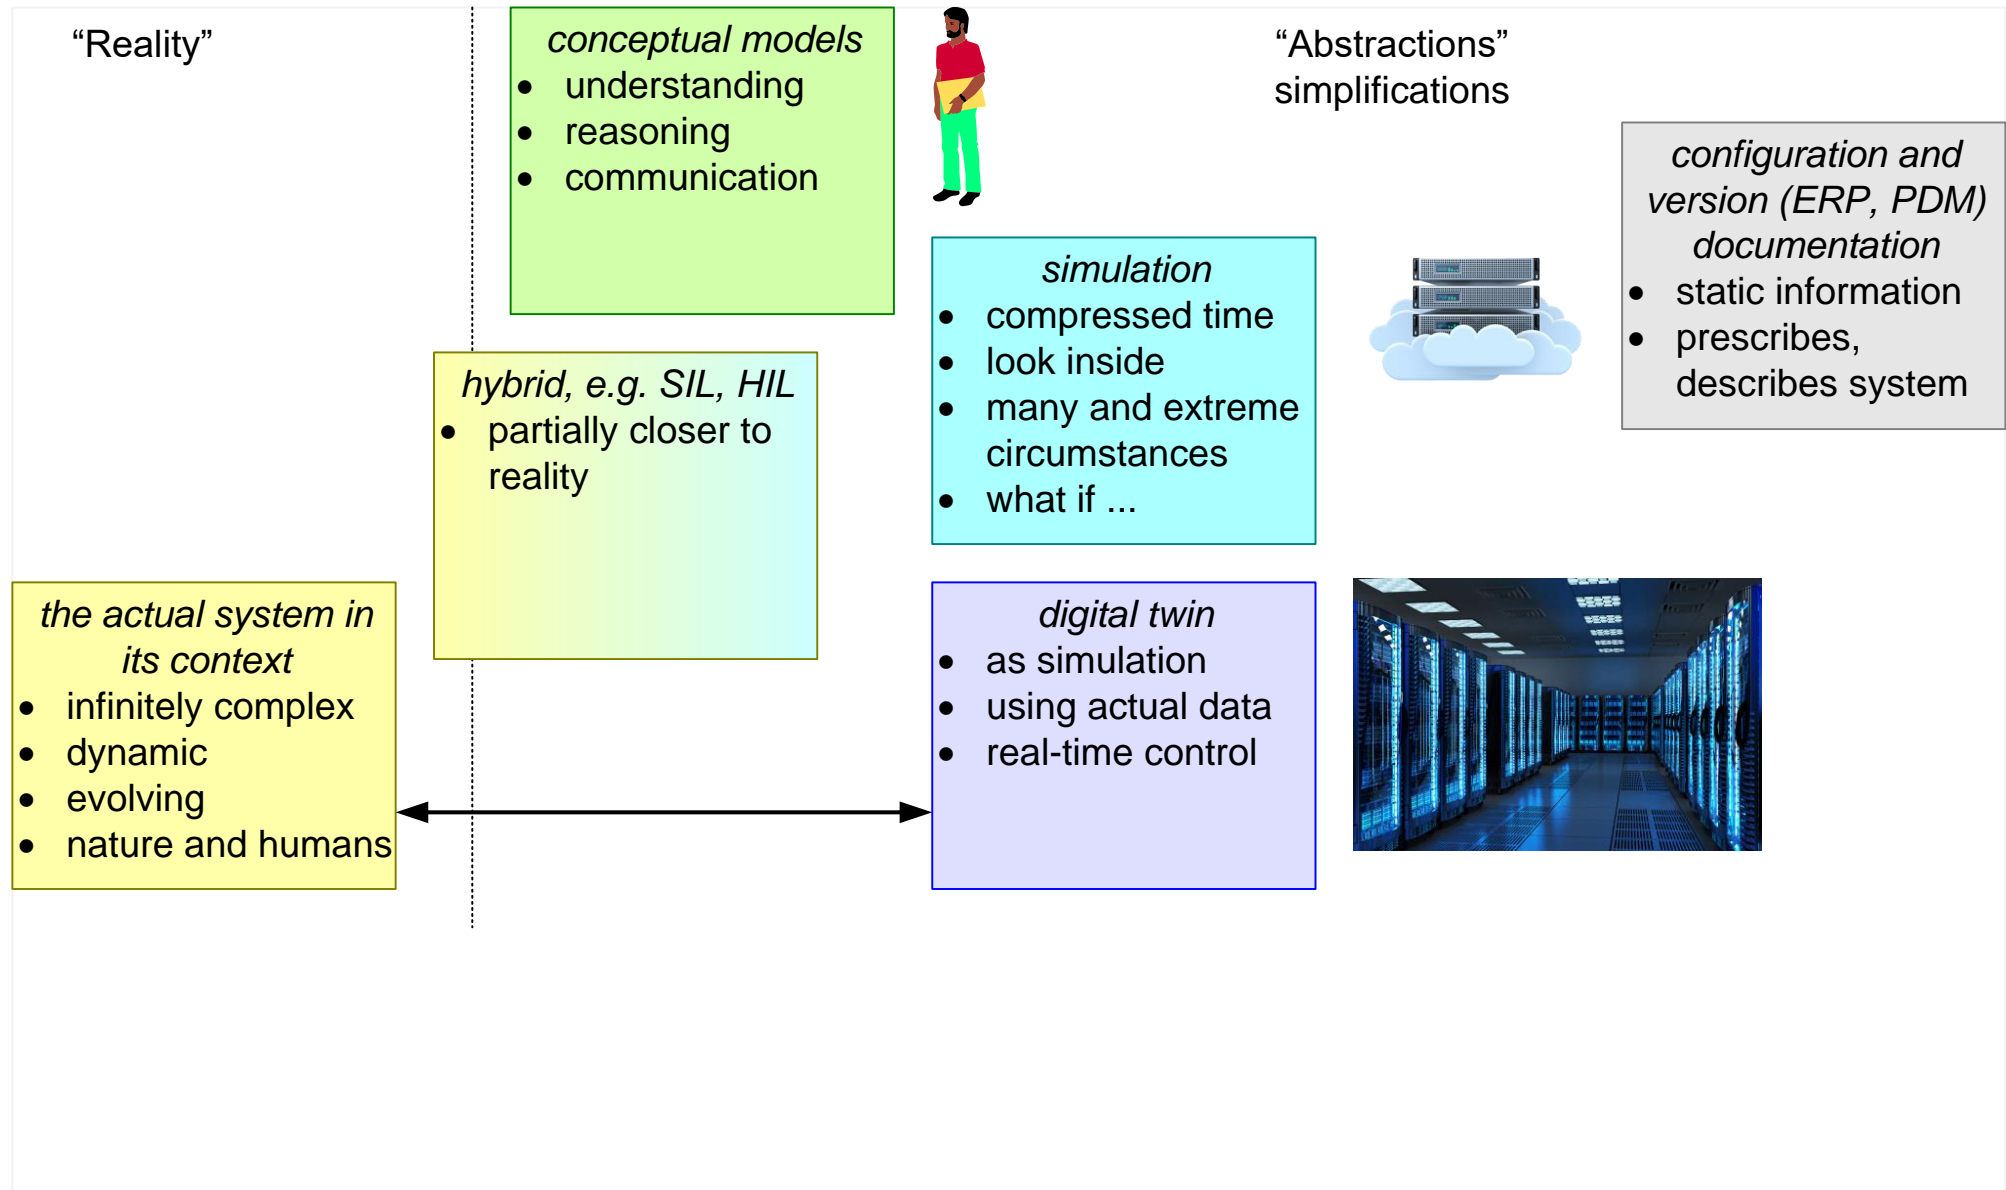 “Reality”
conceptual models
• understanding
• reasoning
• communication
“Abstractions”
simplifications
configuration and
version (ERP, PDM)
documentation
• static information
• prescribes,
describes system
simulation
• compressed time
• look inside
• many and extreme
circumstances
• what if ...
hybrid, e.g. SIL, HIL
• partially closer to
reality
the actual system in
its context
• infinitely complex
• dynamic
• evolving
• nature and humans
digital twin
• as simulation
• using actual data
• real-time control